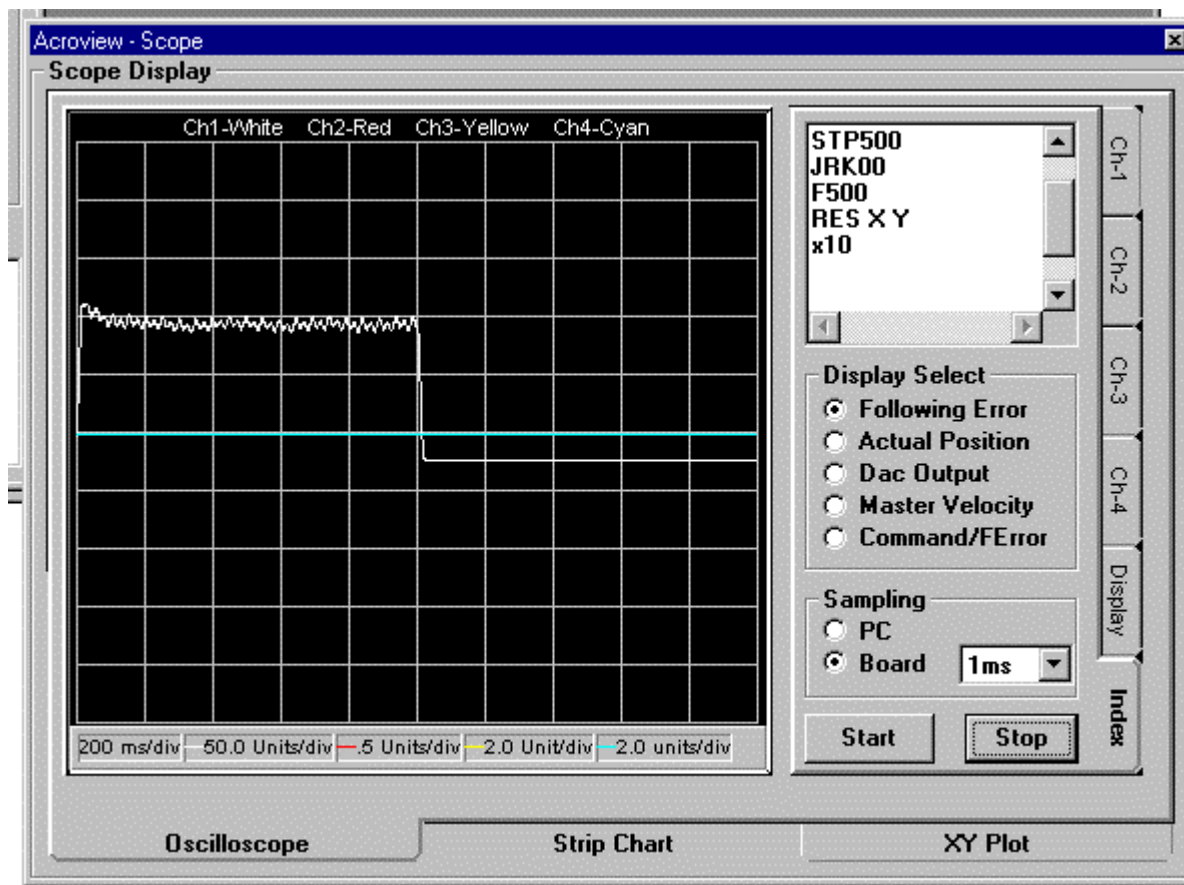 Acroview - Scope
Scope Display
Ch1-White Ch2-Red Ch3-Yellow Ch4-Cyan
STP500
JRK00
F500
RES X Y
x10
Display Select
Following Error
Actual Position
Dac Output
Master Velocity
Command/FError
Sampling
PC
Board 1ms
Start Stop
Ch-1
Ch-2
Ch-3
Ch-4
Display
Index
200 ms/div 50.0 Units/div .5 Units/div 2.0 Unit/div 2.0 units/div
Oscilloscope Strip Chart XY Plot